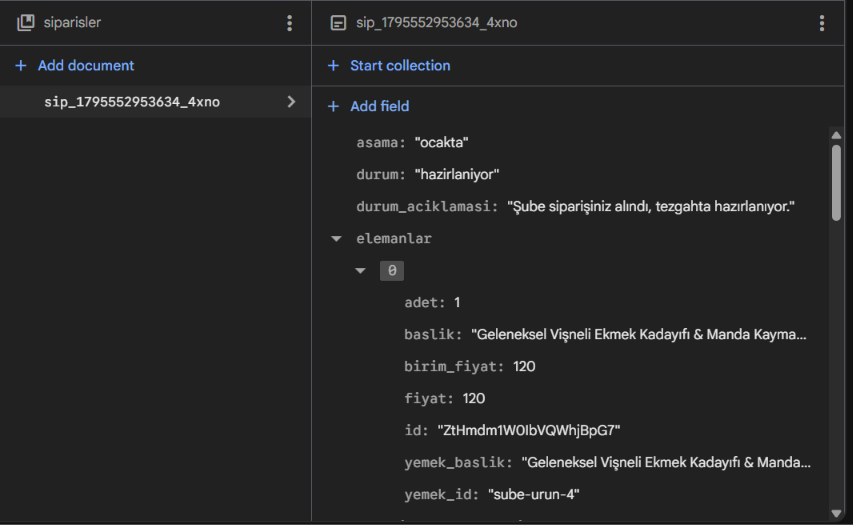 siparisler
sip_1795552953634_4xno
+ Add document
+ Start collection
sip_1795552953634_4xno
+ Add field
asama: "ocakta"
durum: "hazirlaniyor"
durum_aciklamasi: "Şube siparişiniz alındı, tezgahta hazırlanıyor."
elemanlar
0
adet: 1
baslik: "Geleneksel Vişneli Ekmek Kadayıfı & Manda Kayma...
birim_fiyat: 120
fiyat: 120
id: "ZtHmdm1W0IbVQWhjBpG7"
yemek_baslik: "Geleneksel Vişneli Ekmek Kadayıfı & Manda...
yemek_id: "sube-urun-4"